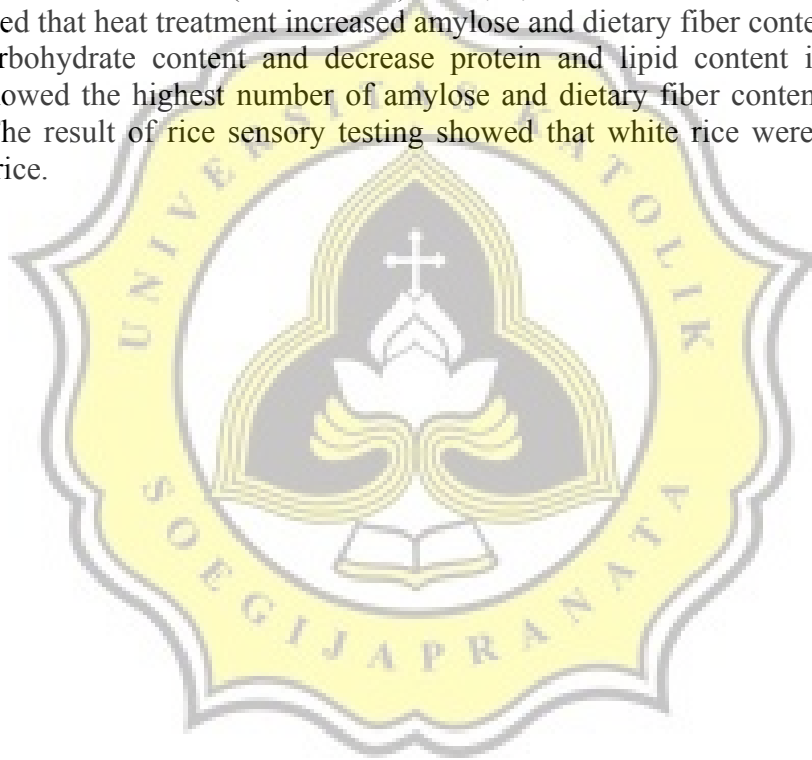 ed that heat treatment increased amylose and dietary fiber conte
rbohydrate content and decrease protein and lipid content i
owed the highest number of amylose and dietary fiber conten
he result of rice sensory testing showed that white rice were
rice.
UNIVERSITAS KATOLIK
SOEGIJAPRANATA